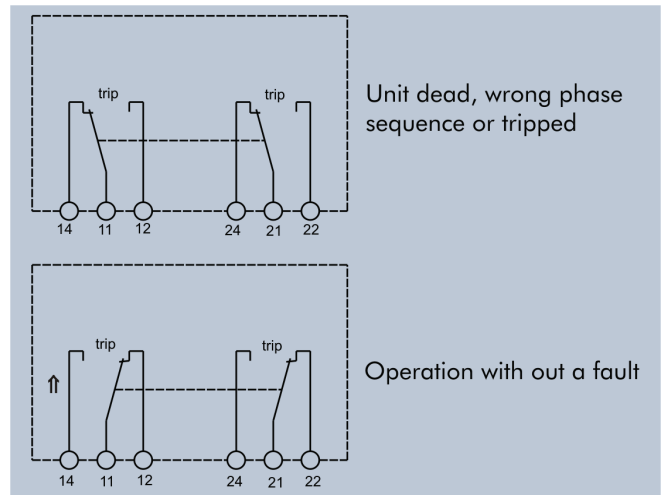 trip trip
Unit dead, wrong phase
sequence or tripped
14 11 12 24 21 22
trip trip
⇑
Operation with out a fault
14 11 12 24 21 22